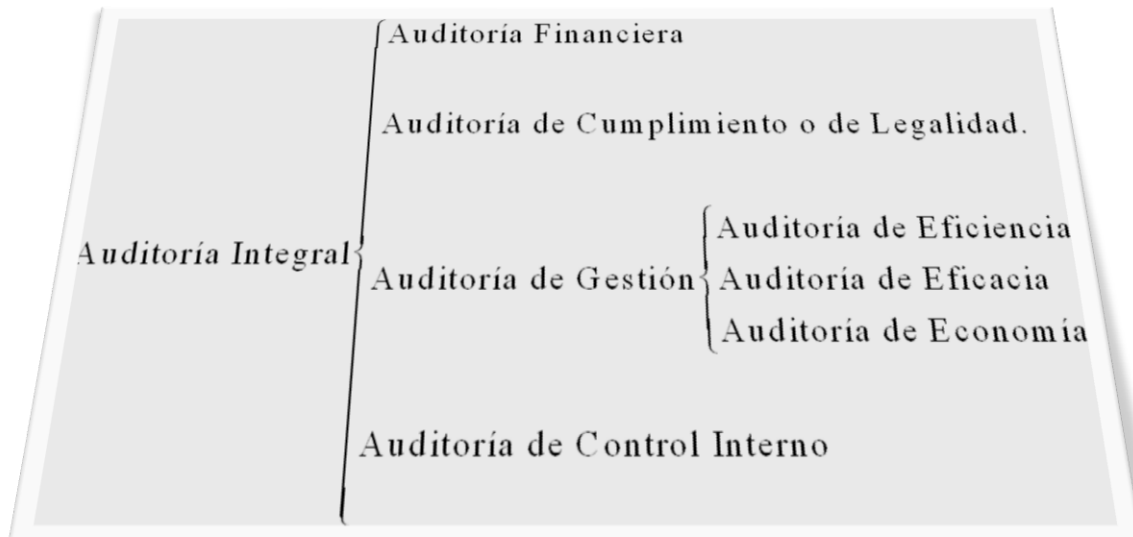 Auditoría Financiera
Auditoría de Cumplimiento o de Legalidad.
Auditoría Integral
Auditoría de Gestión
Auditoría de Eficiencia
Auditoría de Eficacia
Auditoría de Economía
Auditoría de Control Interno